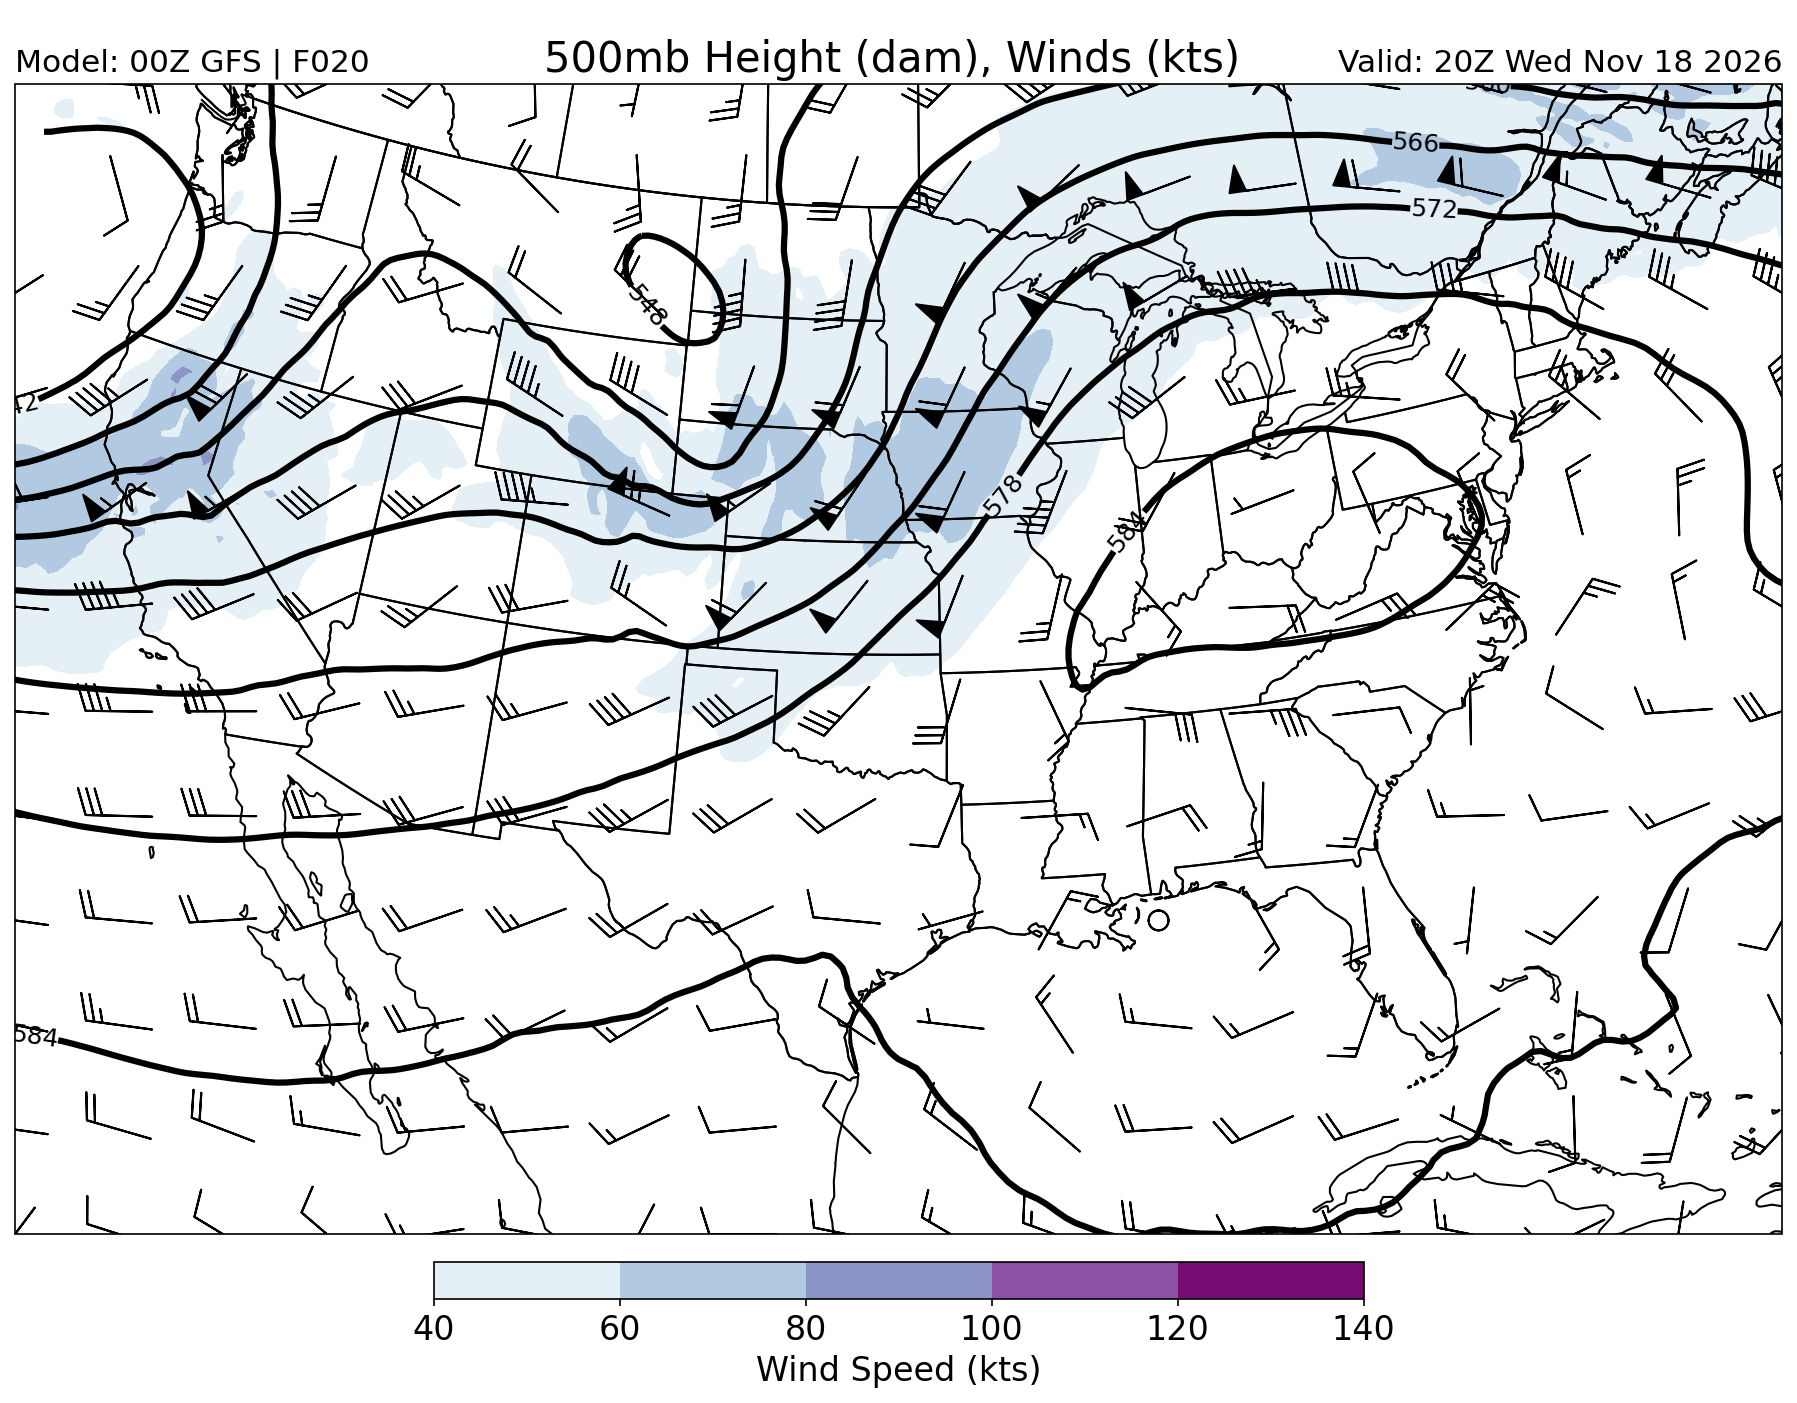 Model: 00Z GFS | F020
500mb Height (dam), Winds (kts)
Valid: 20Z Wed Nov 18 2026
566
572
548
578
584
584
40 60 80 100 120 140
Wind Speed (kts)